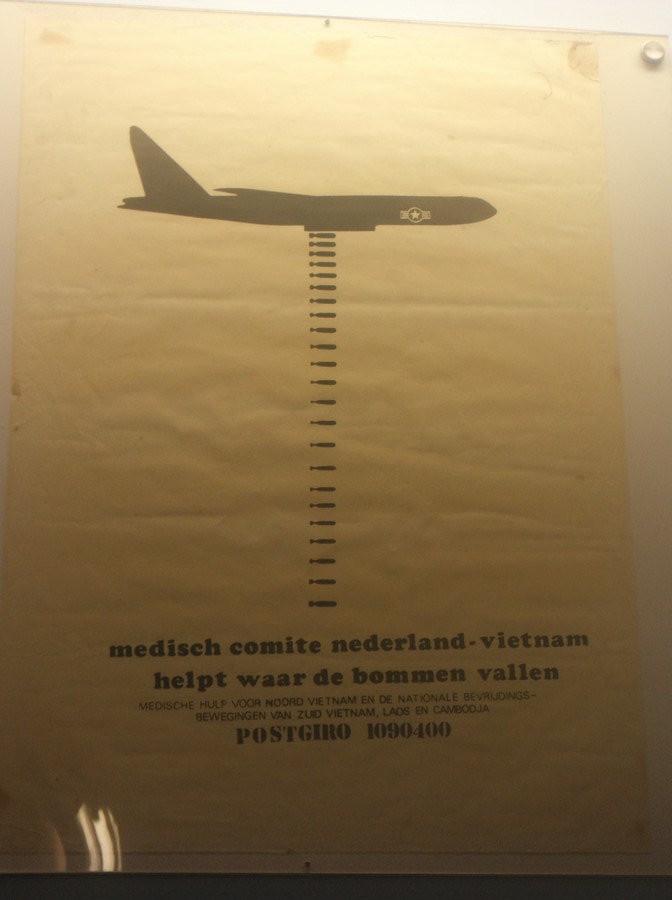 medisch comite nederland-vietnam
helpt waar de bommen vallen
MEDISCHE HULP VOOR NOORD VIETNAM EN DE NATIONALE BEVRIJDINGS-
BEWEGINGEN VAN ZUID VIETNAM, LAOS EN CAMBODJA
POSTGIRO 1090400